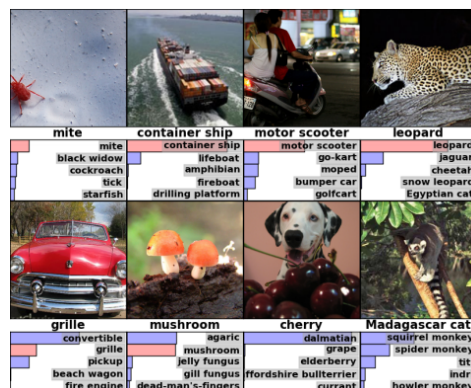 mite
container ship
motor scooter
leopard
mite
black widow
cockroach
tick
starfish
container ship
lifeboat
amphibian
fireboat
drilling platform
motor scooter
go-kart
moped
bumper car
golfcart
leopard
jaguar
cheetah
snow leopard
Egyptian cat
grille
mushroom
cherry
Madagascar cat
convertible
grille
pickup
beach wagon
fire engine
agaric
mushroom
jelly fungus
gill fungus
dead-man's-fingers
dalmatian
grape
elderberry
ffordshire bullterrier
currant
squirrel monkey
spider monkey
titi
indri
howler monkey